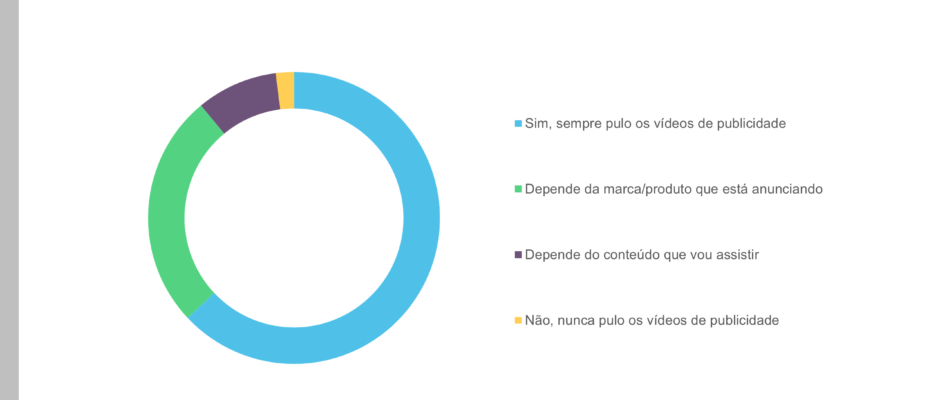 Sim, sempre pulo os vídeos de publicidade
Depende da marca/produto que está anunciando
Depende do conteúdo que vou assistir
Não, nunca pulo os vídeos de publicidade